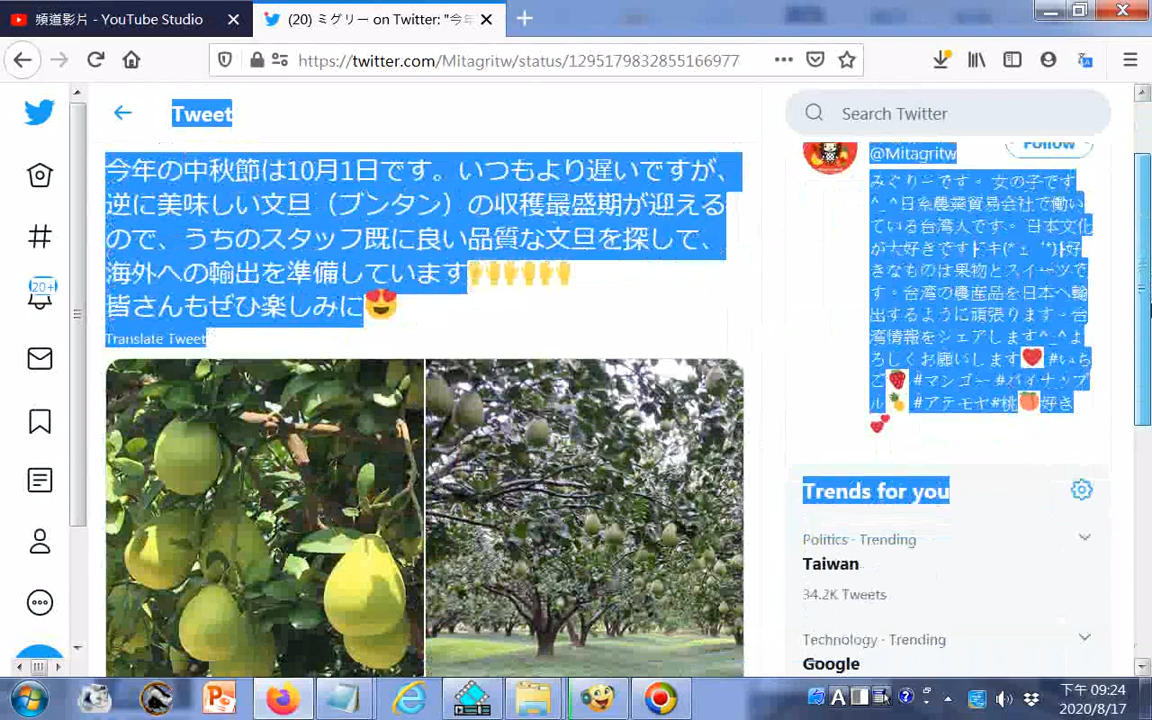 頻道影片 - YouTube Studio
(20) ミグリー on Twitter: "今年
https://twitter.com/Mitagritw/status/1295179832855166977
Tweet
Search Twitter
今年の中秋節は10月1日です。いつもより遅いですが、
逆に美味しい文旦（ブンタン）の収穫最盛期が迎える
ので、うちのスタッフ既に良い品質な文旦を探して、
海外への輸出を準備しています🙌🙌🙌🙌🙌
皆さんもぜひ楽しみに😍
Translate Tweet
20+
Follow
@Mitagritw
みぐりーです。 女の子です
^_^日系農業貿易会社で働い
ている台湾人です。 日本文化
が大好きですドキ(*
好
きなものは果物とスイーツで
す。台湾の農産品を日本へ輸
出するように頑張ります。台
湾情報をシェアします^_^よ
ろしくお願いします❤️ #いち
ご🍓 #マンゴー #パイナップ
ル🍍 #アテモヤ#桃🍑好き
💕
Trends for you
Politics · Trending
Taiwan
34.2K Tweets
Technology · Trending
Google
下午 09:24
2020/8/17